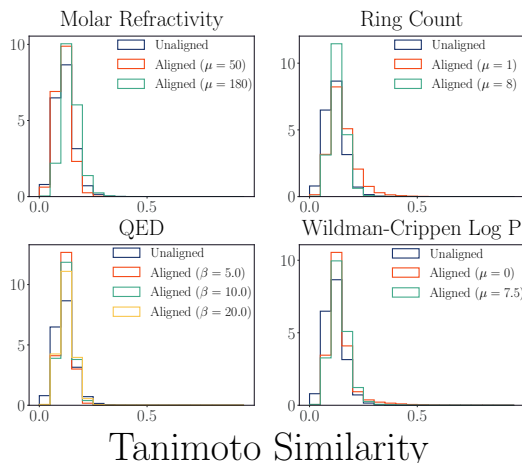 Molar Refractivity
Unaligned
Aligned (μ = 50)
Aligned (μ = 180)
10
5
0
0.0
0.5
Ring Count
Unaligned
Aligned (μ = 1)
Aligned (μ = 8)
10
5
0
0.0
0.5
QED
Unaligned
Aligned (β = 5.0)
Aligned (β = 10.0)
Aligned (β = 20.0)
10
5
0
0.0
0.5
Wildman-Crippen Log P
Unaligned
Aligned (μ = 0)
Aligned (μ = 7.5)
10
5
0
0.0
0.5
Tanimoto Similarity